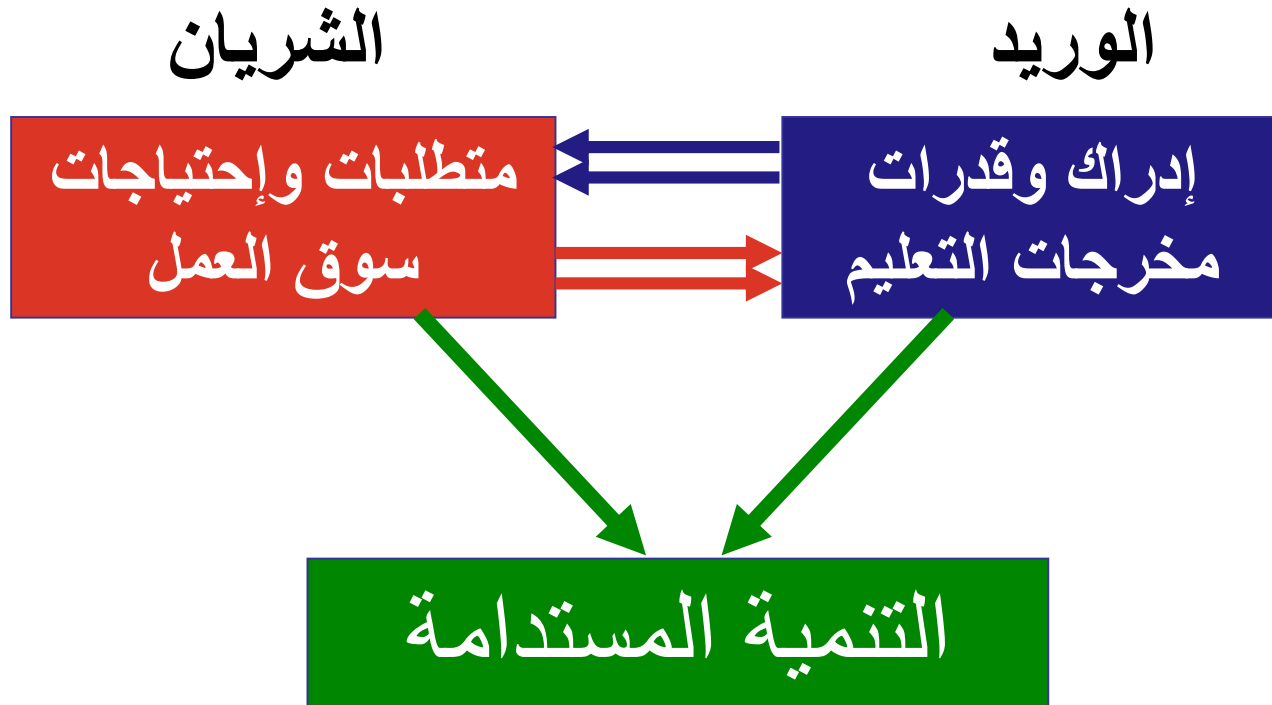 الوريد
الشريان
إدراك وقدرات
مخرجات التعليم
متطلبات وإحتياجات
سوق العمل
التنمية المستدامة